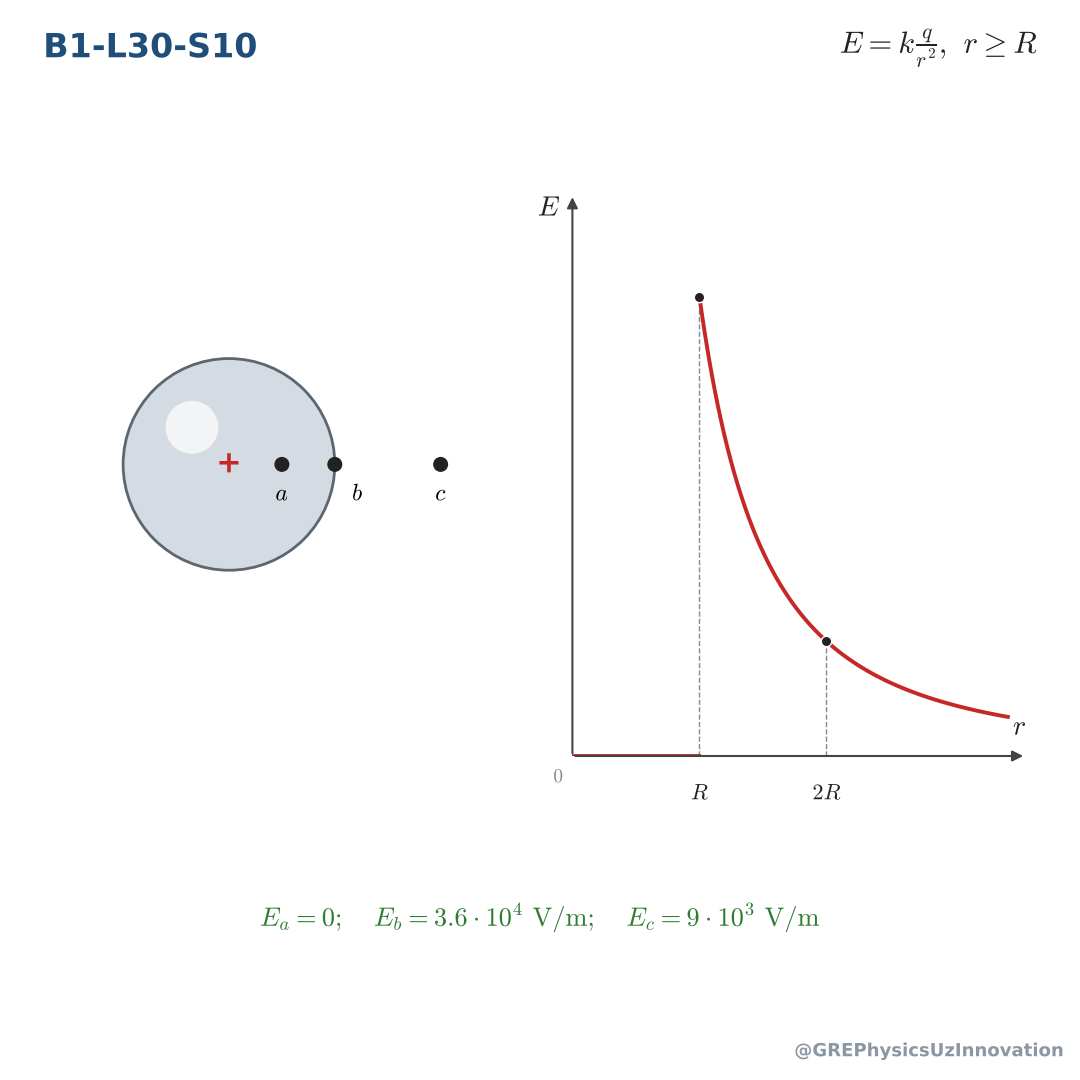 B1-L30-S10
E = k q/r², r ≥ R
E
+
a
b
c
r
0
R
2R
E_a = 0; E_b = 3.6 · 10⁴ V/m; E_c = 9 · 10³ V/m
@GREPhysicsUzInnovation